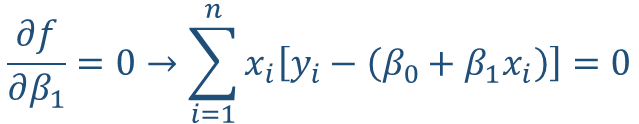 ∂f/∂β₁ = 0 → ∑ᵢ₌₁ⁿ xᵢ[yᵢ − (β₀ + β₁xᵢ)] = 0